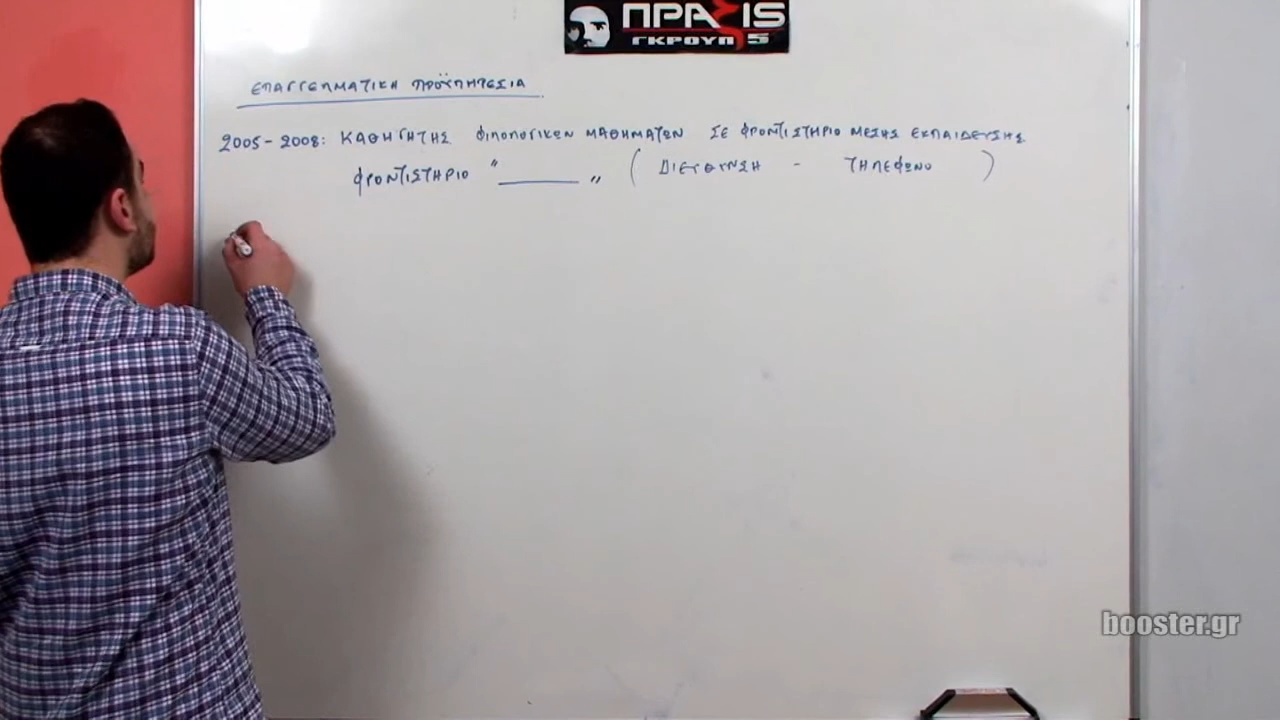 ΠΡΑΞIS
ΓΚΡΟΥΠ 5
ΕΠΑΓΓΕΛΜΑΤΙΚΗ ΠΡΟΫΠΗΡΕΣΙΑ
2005 - 2008: ΚΑΘΗΓΗΤΗΣ ΦΙΛΟΛΟΓΙΚΩΝ ΜΑΘΗΜΑΤΩΝ ΣΕ ΦΡΟΝΤΙΣΤΗΡΙΟ ΜΕΣΗΣ ΕΚΠΑΙΔΕΥΣΗΣ
ΦΡΟΝΤΙΣΤΗΡΙΟ " ______ " ( ΔΙΕΥΘΥΝΣΗ - ΤΗΛΕΦΩΝΟ )
booster.gr